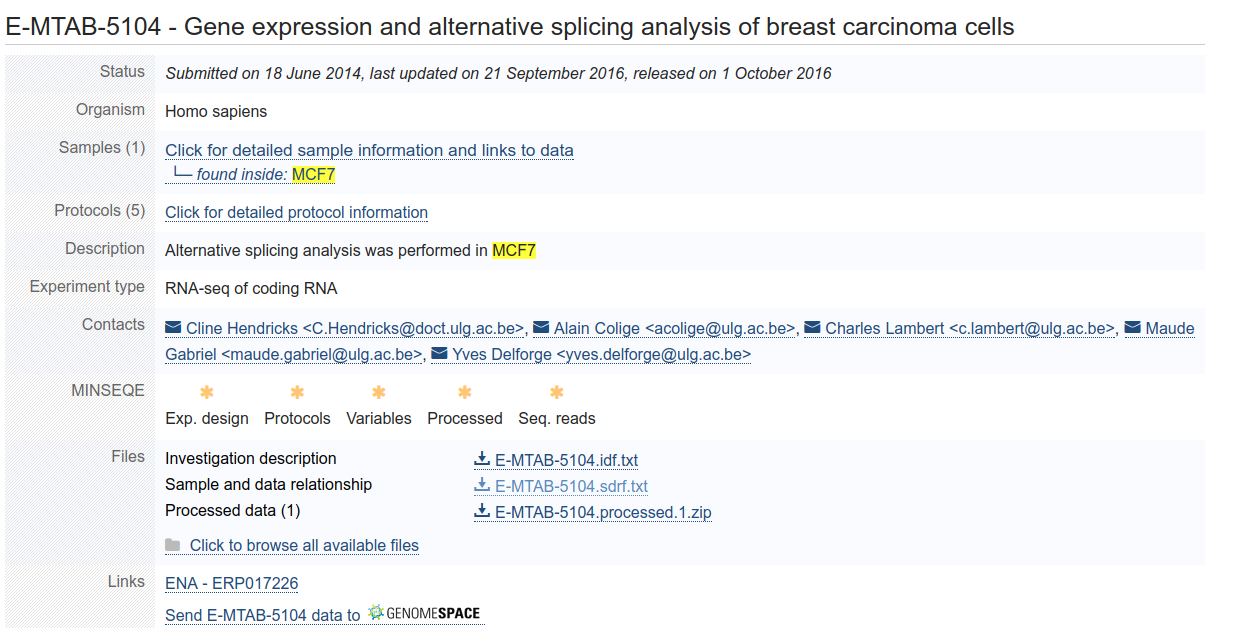 E-MTAB-5104 - Gene expression and alternative splicing analysis of breast carcinoma cells
Status Submitted on 18 June 2014, last updated on 21 September 2016, released on 1 October 2016
Organism Homo sapiens
Samples (1) Click for detailed sample information and links to data
found inside: MCF7
Protocols (5) Click for detailed protocol information
Description Alternative splicing analysis was performed in MCF7
Experiment type RNA-seq of coding RNA
Contacts Cline Hendricks <C.Hendricks@doct.ulg.ac.be>, Alain Colige <acolige@ulg.ac.be>, Charles Lambert <c.lambert@ulg.ac.be>, Maude
Gabriel <maude.gabriel@ulg.ac.be>, Yves Delforge <yves.delforge@ulg.ac.be>
MINSEQE
Exp. design Protocols Variables Processed Seq. reads
Files Investigation description E-MTAB-5104.idf.txt
Sample and data relationship E-MTAB-5104.sdrf.txt
Processed data (1) E-MTAB-5104.processed.1.zip
Click to browse all available files
Links ENA - ERP017226
Send E-MTAB-5104 data to GENOMESPACE